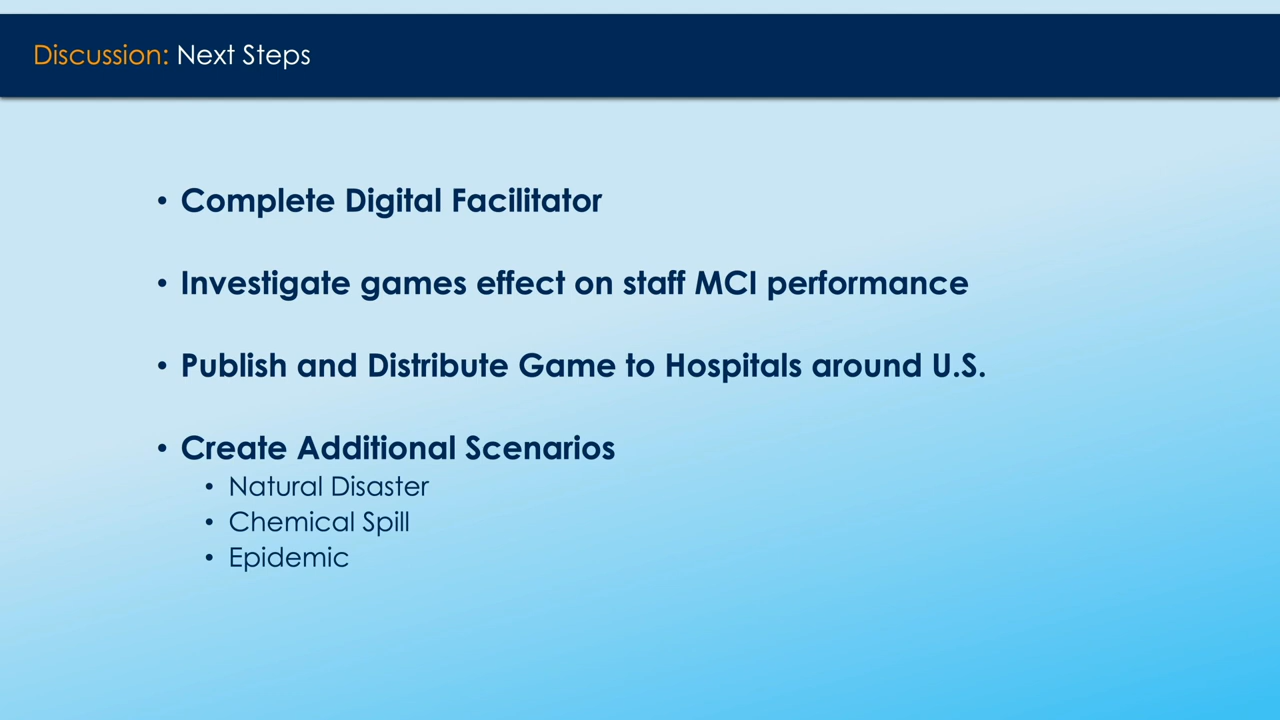 Discussion: Next Steps
• Complete Digital Facilitator
• Investigate games effect on staff MCI performance
• Publish and Distribute Game to Hospitals around U.S.
• Create Additional Scenarios
• Natural Disaster
• Chemical Spill
• Epidemic